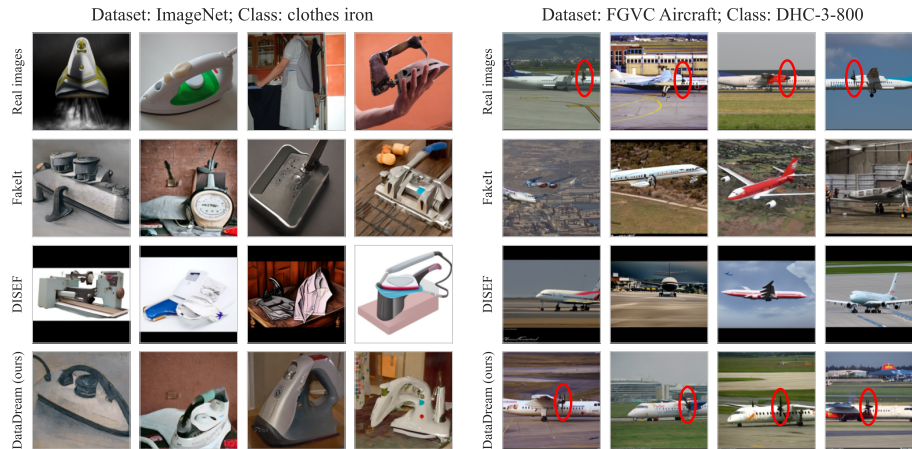 Dataset: ImageNet; Class: clothes iron
Dataset: FGVC Aircraft; Class: DHC-3-800
Real images
FakeIt
DISEF
DataDream (ours)
Real images
FakeIt
DISEF
DataDream (ours)